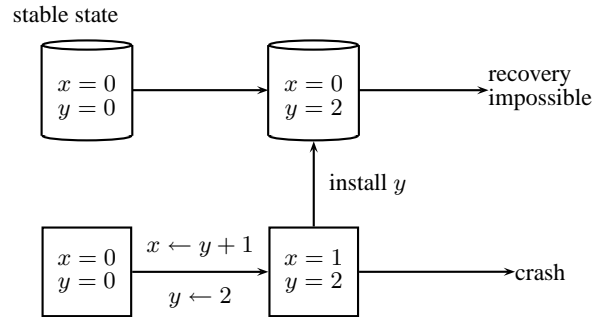 stable state
x = 0
y = 0
x = 0
y = 2
recovery
impossible
install y
x = 0
y = 0
x ← y + 1
y ← 2
x = 1
y = 2
crash